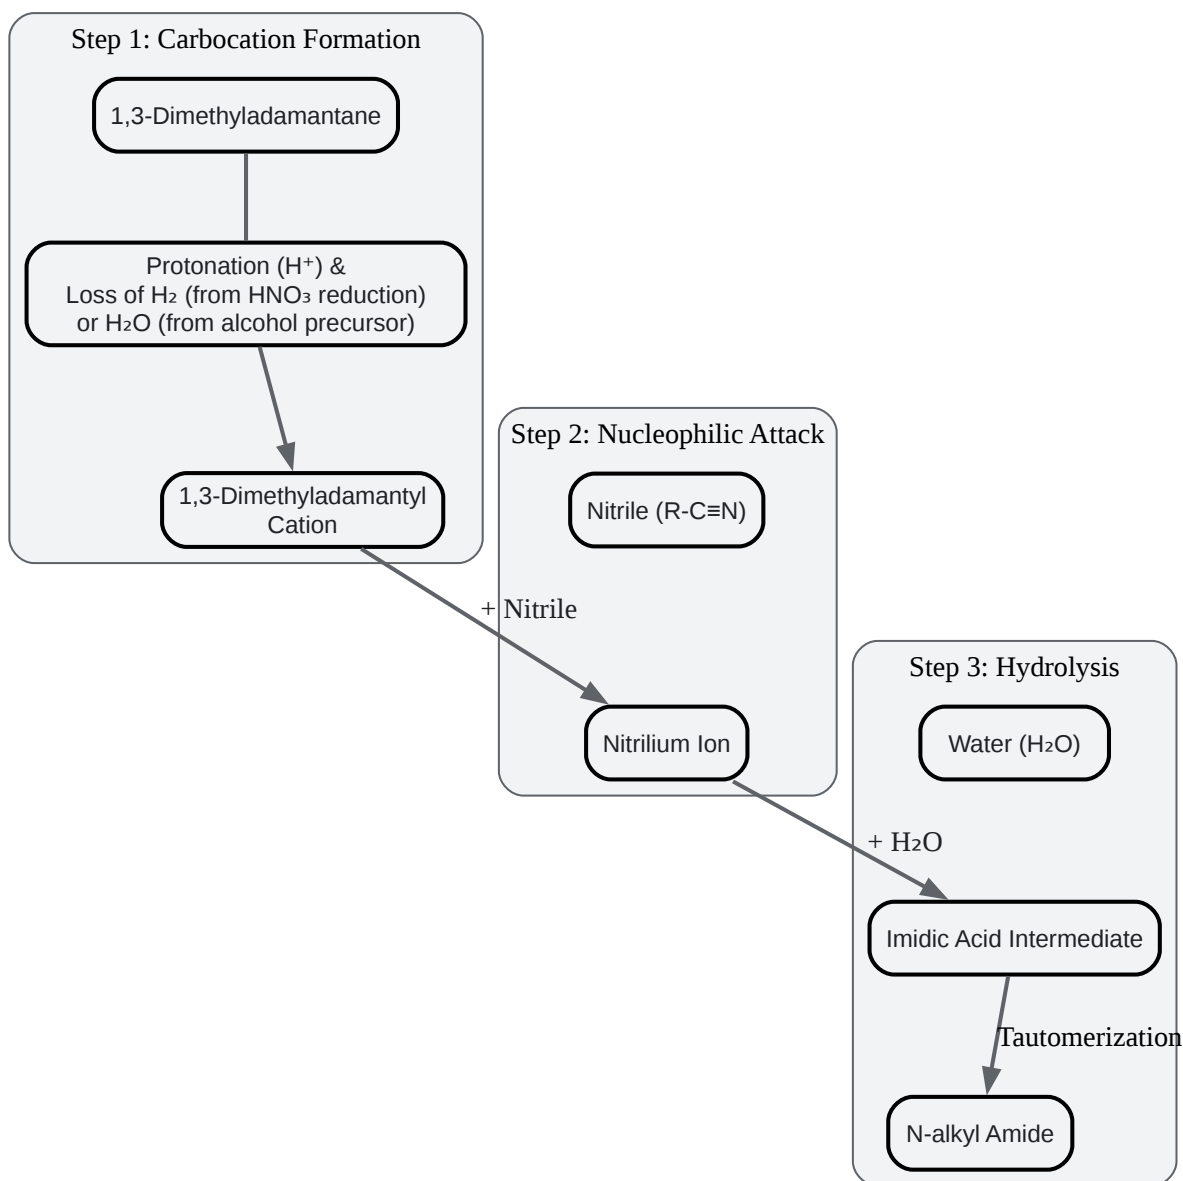 Step 1: Carbocation Formation
1,3-Dimethyladamantane
Protonation (H⁺) &
Loss of H₂ (from HNO₃ reduction)
or H₂O (from alcohol precursor)
1,3-Dimethyladamantyl
Cation
+ Nitrile
Step 2: Nucleophilic Attack
Nitrile (R-C≡N)
Nitrilium Ion
+ H₂O
Step 3: Hydrolysis
Water (H₂O)
Imidic Acid Intermediate
Tautomerization
N-alkyl Amide